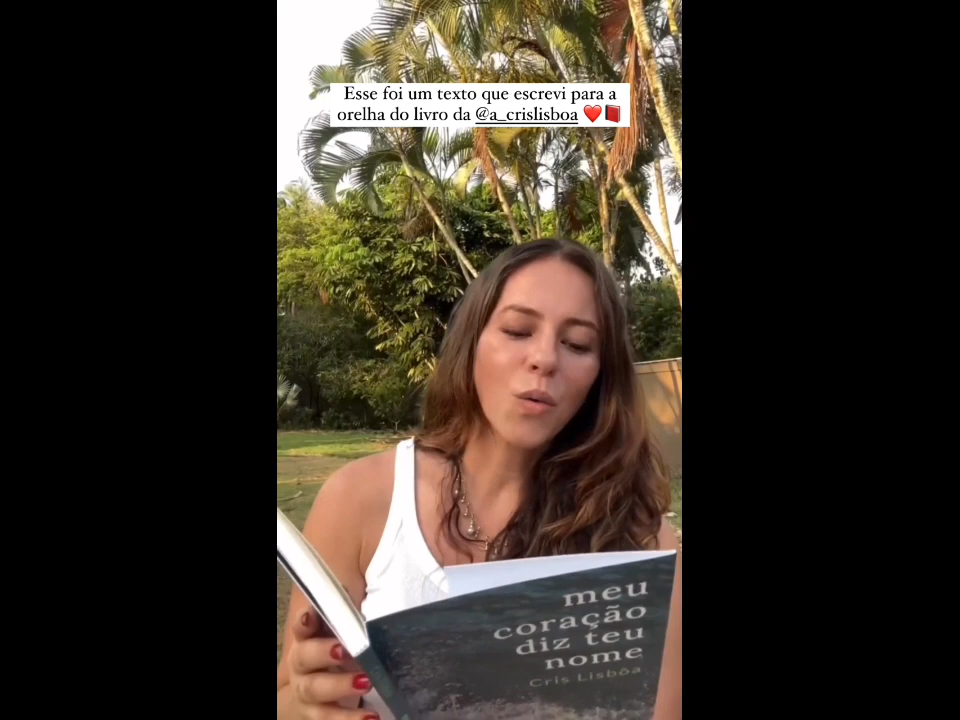 Esse foi um texto que escrevi para a
orelha do livro da @a_crislisboa ❤️📕
meu
coração
diz teu
nome
Cris Lisbôa